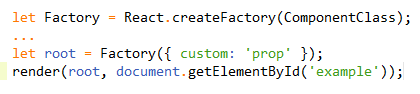 let Factory = React.createFactory(ComponentClass);
...
let root = Factory({ custom: 'prop' });
render(root, document.getElementById('example'));